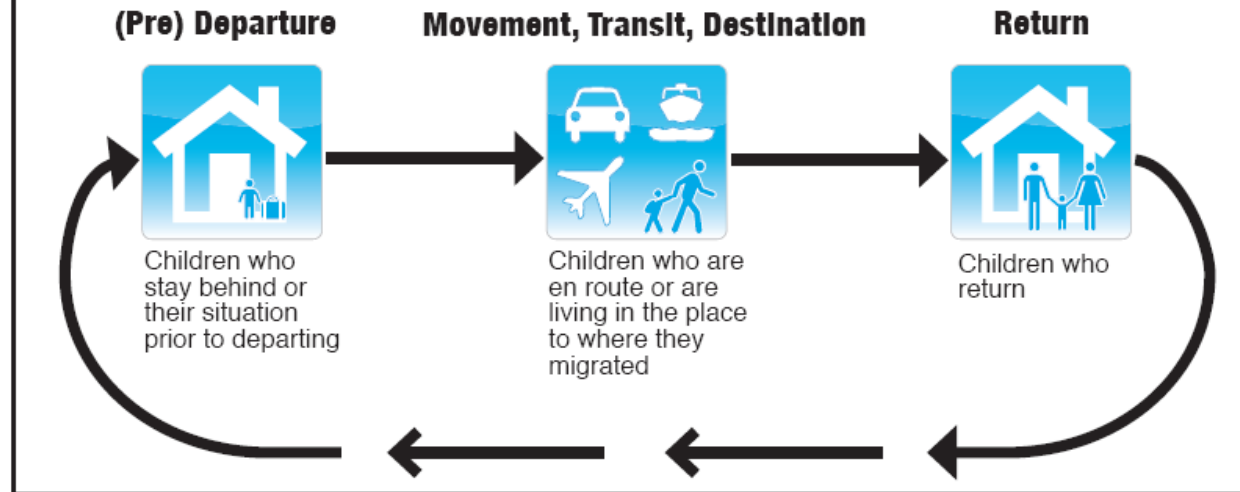 (Pre) Departure
Movement, Transit, Destination
Return
Children who
stay behind or
their situation
prior to departing
Children who are
en route or are
living in the place
to where they
migrated
Children who
return